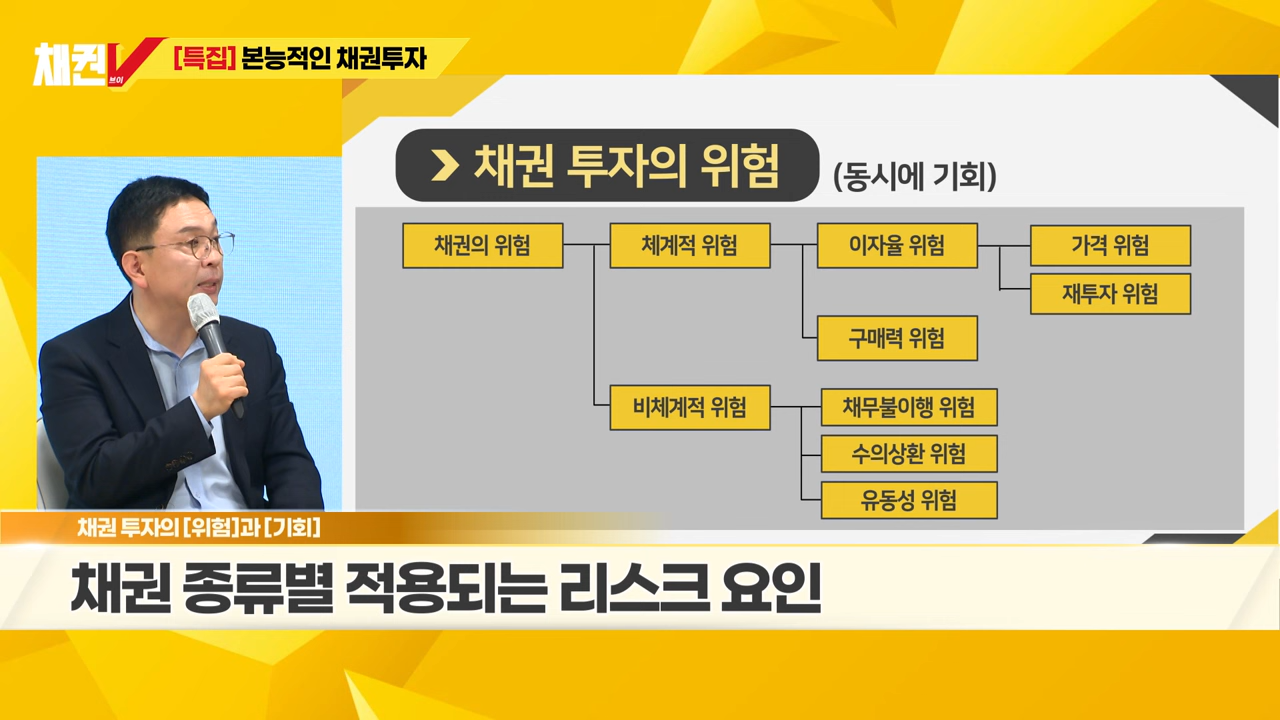 채권V
브이
[특집] 본능적인 채권투자
채권 투자의 위험 (동시에 기회)
채권의 위험
체계적 위험
이자율 위험
가격 위험
재투자 위험
구매력 위험
비체계적 위험
채무불이행 위험
수의상환 위험
유동성 위험
채권 투자의 [위험]과 [기회]
채권 종류별 적용되는 리스크 요인